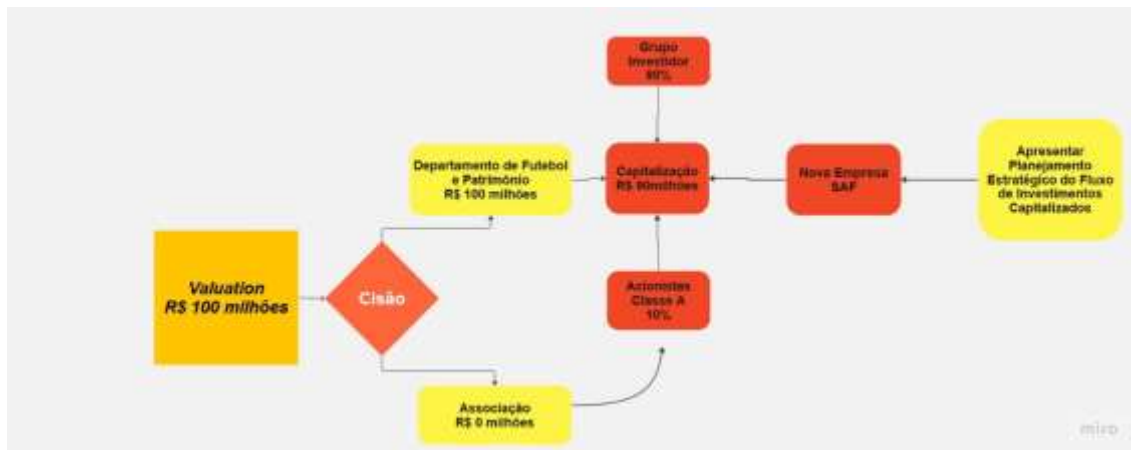 Grupo
Investidor
90%
Departamento de Futebol
e Patrimônio
R$ 100 milhões
Capitalização
R$ 90milhões
Nova Empresa
SAF
Apresentar
Planejamento
Estratégico do Fluxo
de Investimentos
Capitalizados
Valuation
R$ 100 milhões
Cisão
Acionistas
Classe A
10%
Associação
R$ 0 milhões
miro